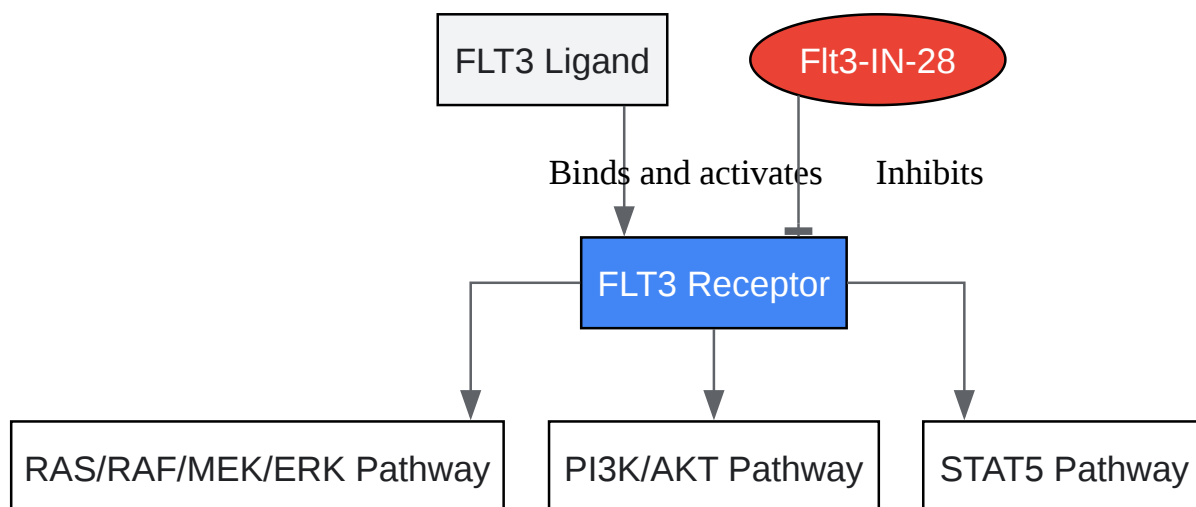 FLT3 Ligand
Flt3-IN-28
Binds and activates
Inhibits
FLT3 Receptor
RAS/RAF/MEK/ERK Pathway
PI3K/AKT Pathway
STAT5 Pathway